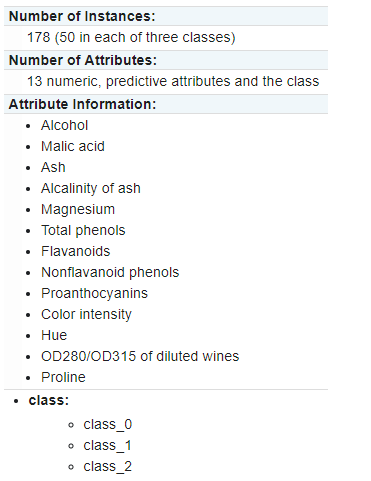 Number of Instances:
178 (50 in each of three classes)
Number of Attributes:
13 numeric, predictive attributes and the class
Attribute Information:
• Alcohol
• Malic acid
• Ash
• Alcalinity of ash
• Magnesium
• Total phenols
• Flavanoids
• Nonflavanoid phenols
• Proanthocyanins
• Color intensity
• Hue
• OD280/OD315 of diluted wines
• Proline
• class:
◦ class_0
◦ class_1
◦ class_2